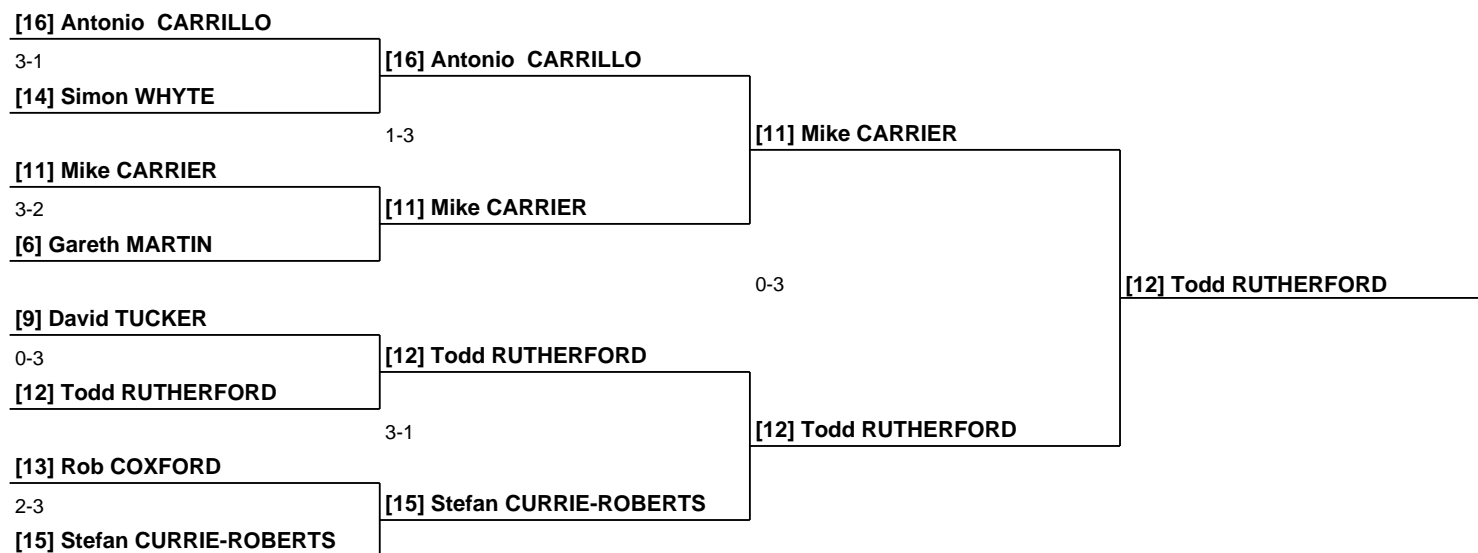 [16] Antonio  CARRILLO
3-1
[16] Antonio  CARRILLO
[14] Simon WHYTE
1-3
[11] Mike CARRIER
[11] Mike CARRIER
3-2
[11] Mike CARRIER
[6] Gareth MARTIN
0-3
[12] Todd RUTHERFORD
[9] David TUCKER
0-3
[12] Todd RUTHERFORD
[12] Todd RUTHERFORD
3-1
[12] Todd RUTHERFORD
[13] Rob COXFORD
2-3
[15] Stefan CURRIE-ROBERTS
[15] Stefan CURRIE-ROBERTS